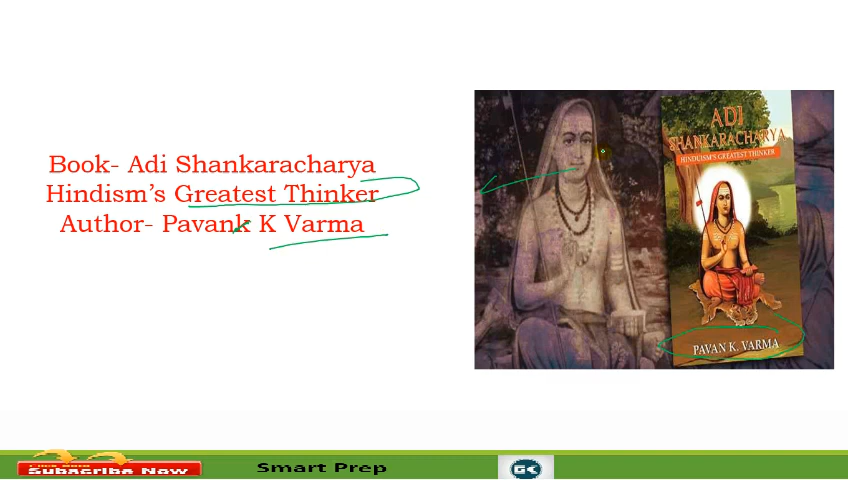 Book- Adi Shankaracharya
Hindism's Greatest Thinker
Author- Pavank K Varma
ADI
SHANKARACHARYA
HINDUISM'S GREATEST THINKER
PAVAN K. VARMA
Subscribe Now
Smart Prep
GK